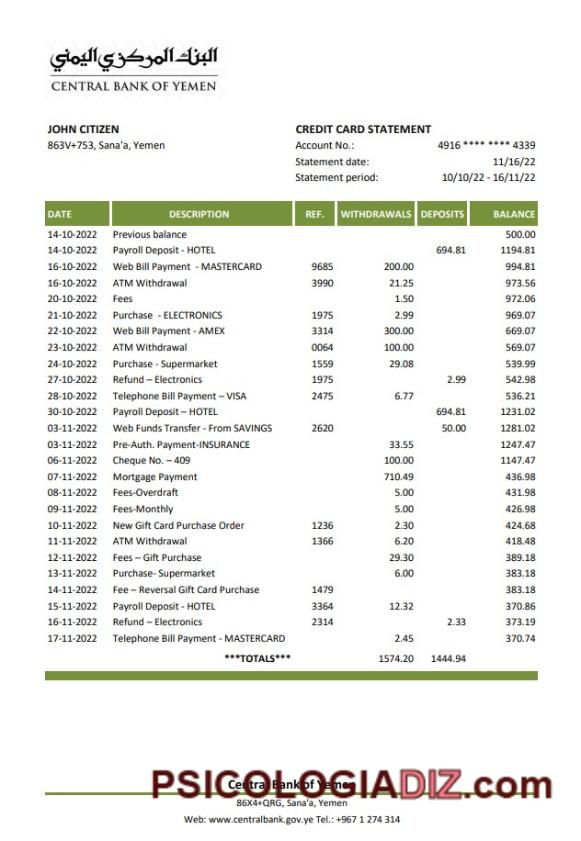 البنك المركزي اليمني
CENTRAL BANK OF YEMEN
JOHN CITIZEN
863V+753, Sana'a, Yemen
CREDIT CARD STATEMENT
Account No.: 4916 **** **** 4339
Statement date: 11/16/22
Statement period: 10/10/22 - 16/11/22
DATE DESCRIPTION REF. WITHDRAWALS DEPOSITS BALANCE
14-10-2022 Previous balance 500.00
14-10-2022 Payroll Deposit - HOTEL 694.81 1194.81
16-10-2022 Web Bill Payment - MASTERCARD 9685 200.00 994.81
16-10-2022 ATM Withdrawal 3990 21.25 973.56
20-10-2022 Fees 1.50 972.06
21-10-2022 Purchase - ELECTRONICS 1975 2.99 969.07
22-10-2022 Web Bill Payment - AMEX 3314 300.00 669.07
23-10-2022 ATM Withdrawal 0064 100.00 569.07
24-10-2022 Purchase - Supermarket 1559 29.08 539.99
27-10-2022 Refund – Electronics 1975 2.99 542.98
28-10-2022 Telephone Bill Payment – VISA 2475 6.77 536.21
30-10-2022 Payroll Deposit – HOTEL 694.81 1231.02
03-11-2022 Web Funds Transfer - From SAVINGS 2620 50.00 1281.02
03-11-2022 Pre-Auth. Payment-INSURANCE 33.55 1247.47
06-11-2022 Cheque No. – 409 100.00 1147.47
07-11-2022 Mortgage Payment 710.49 436.98
08-11-2022 Fees-Overdraft 5.00 431.98
09-11-2022 Fees-Monthly 5.00 426.98
10-11-2022 New Gift Card Purchase Order 1236 2.30 424.68
11-11-2022 ATM Withdrawal 1366 6.20 418.48
12-11-2022 Fees – Gift Purchase 29.30 389.18
13-11-2022 Purchase- Supermarket 6.00 383.18
14-11-2022 Fee – Reversal Gift Card Purchase 1479 383.18
15-11-2022 Payroll Deposit - HOTEL 3364 12.32 370.86
16-11-2022 Refund – Electronics 2314 2.33 373.19
17-11-2022 Telephone Bill Payment - MASTERCARD 2.45 370.74
***TOTALS*** 1574.20 1444.94
Central Bank of Yemen
PSICOLOGIADIZ.com
86X4+QRG, Sana'a, Yemen
Web: www.centralbank.gov.ye Tel.: +967 1 274 314